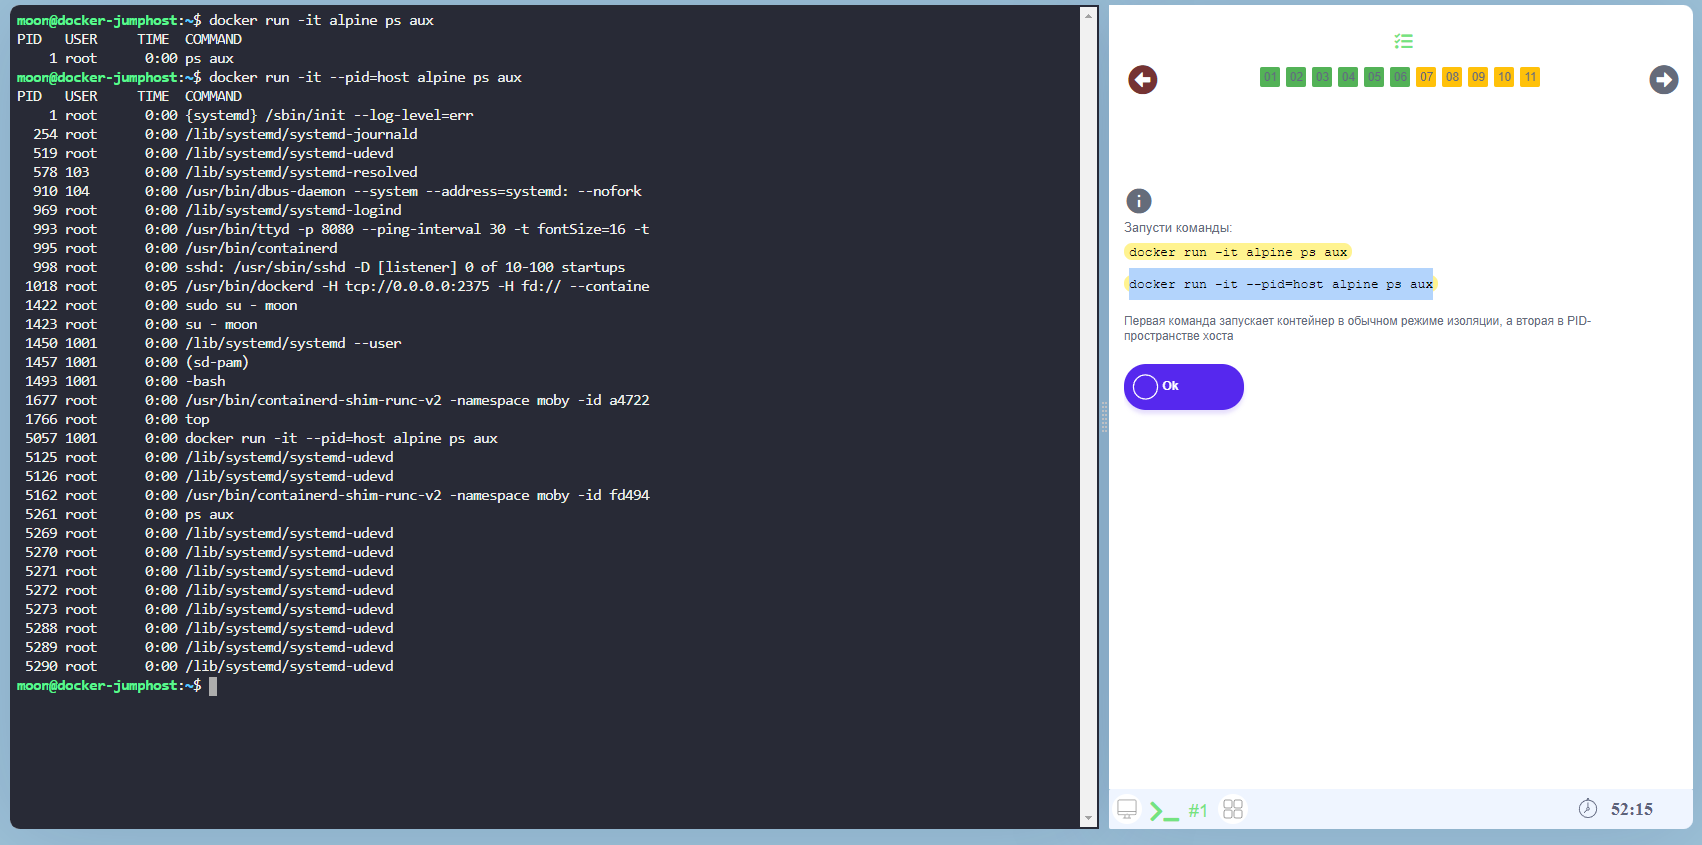 moon@docker-jumphost:~$ docker run -it alpine ps aux
PID   USER     TIME  COMMAND
    1 root      0:00 ps aux
moon@docker-jumphost:~$ docker run -it --pid=host alpine ps aux
PID   USER     TIME  COMMAND
    1 root      0:00 {systemd} /sbin/init --log-level=err
  254 root      0:00 /lib/systemd/systemd-journald
  519 root      0:00 /lib/systemd/systemd-udevd
  578 103       0:00 /lib/systemd/systemd-resolved
  910 104       0:00 /usr/bin/dbus-daemon --system --address=systemd: --nofork
  969 root      0:00 /lib/systemd/systemd-logind
  993 root      0:00 /usr/bin/ttyd -p 8080 --ping-interval 30 -t fontSize=16 -t
  995 root      0:00 /usr/bin/containerd
  998 root      0:00 sshd: /usr/sbin/sshd -D [listener] 0 of 10-100 startups
 1018 root      0:05 /usr/bin/dockerd -H tcp://0.0.0.0:2375 -H fd:// --containe
 1422 root      0:00 sudo su - moon
 1423 root      0:00 su - moon
 1450 1001      0:00 /lib/systemd/systemd --user
 1457 1001      0:00 (sd-pam)
 1493 1001      0:00 -bash
 1677 root      0:00 /usr/bin/containerd-shim-runc-v2 -namespace moby -id a4722
 1766 root      0:00 top
 5057 1001      0:00 docker run -it --pid=host alpine ps aux
 5125 root      0:00 /lib/systemd/systemd-udevd
 5126 root      0:00 /lib/systemd/systemd-udevd
 5162 root      0:00 /usr/bin/containerd-shim-runc-v2 -namespace moby -id fd494
 5261 root      0:00 ps aux
 5269 root      0:00 /lib/systemd/systemd-udevd
 5270 root      0:00 /lib/systemd/systemd-udevd
 5271 root      0:00 /lib/systemd/systemd-udevd
 5272 root      0:00 /lib/systemd/systemd-udevd
 5273 root      0:00 /lib/systemd/systemd-udevd
 5288 root      0:00 /lib/systemd/systemd-udevd
 5289 root      0:00 /lib/systemd/systemd-udevd
 5290 root      0:00 /lib/systemd/systemd-udevd
moon@docker-jumphost:~$
01 02 03 04 05 06 07 08 09 10 11
Запусти команды:
docker run -it alpine ps aux
docker run -it --pid=host alpine ps aux
Первая команда запускает контейнер в обычном режиме изоляции, а вторая в PID-
пространстве хоста
Ok
#1
52:15